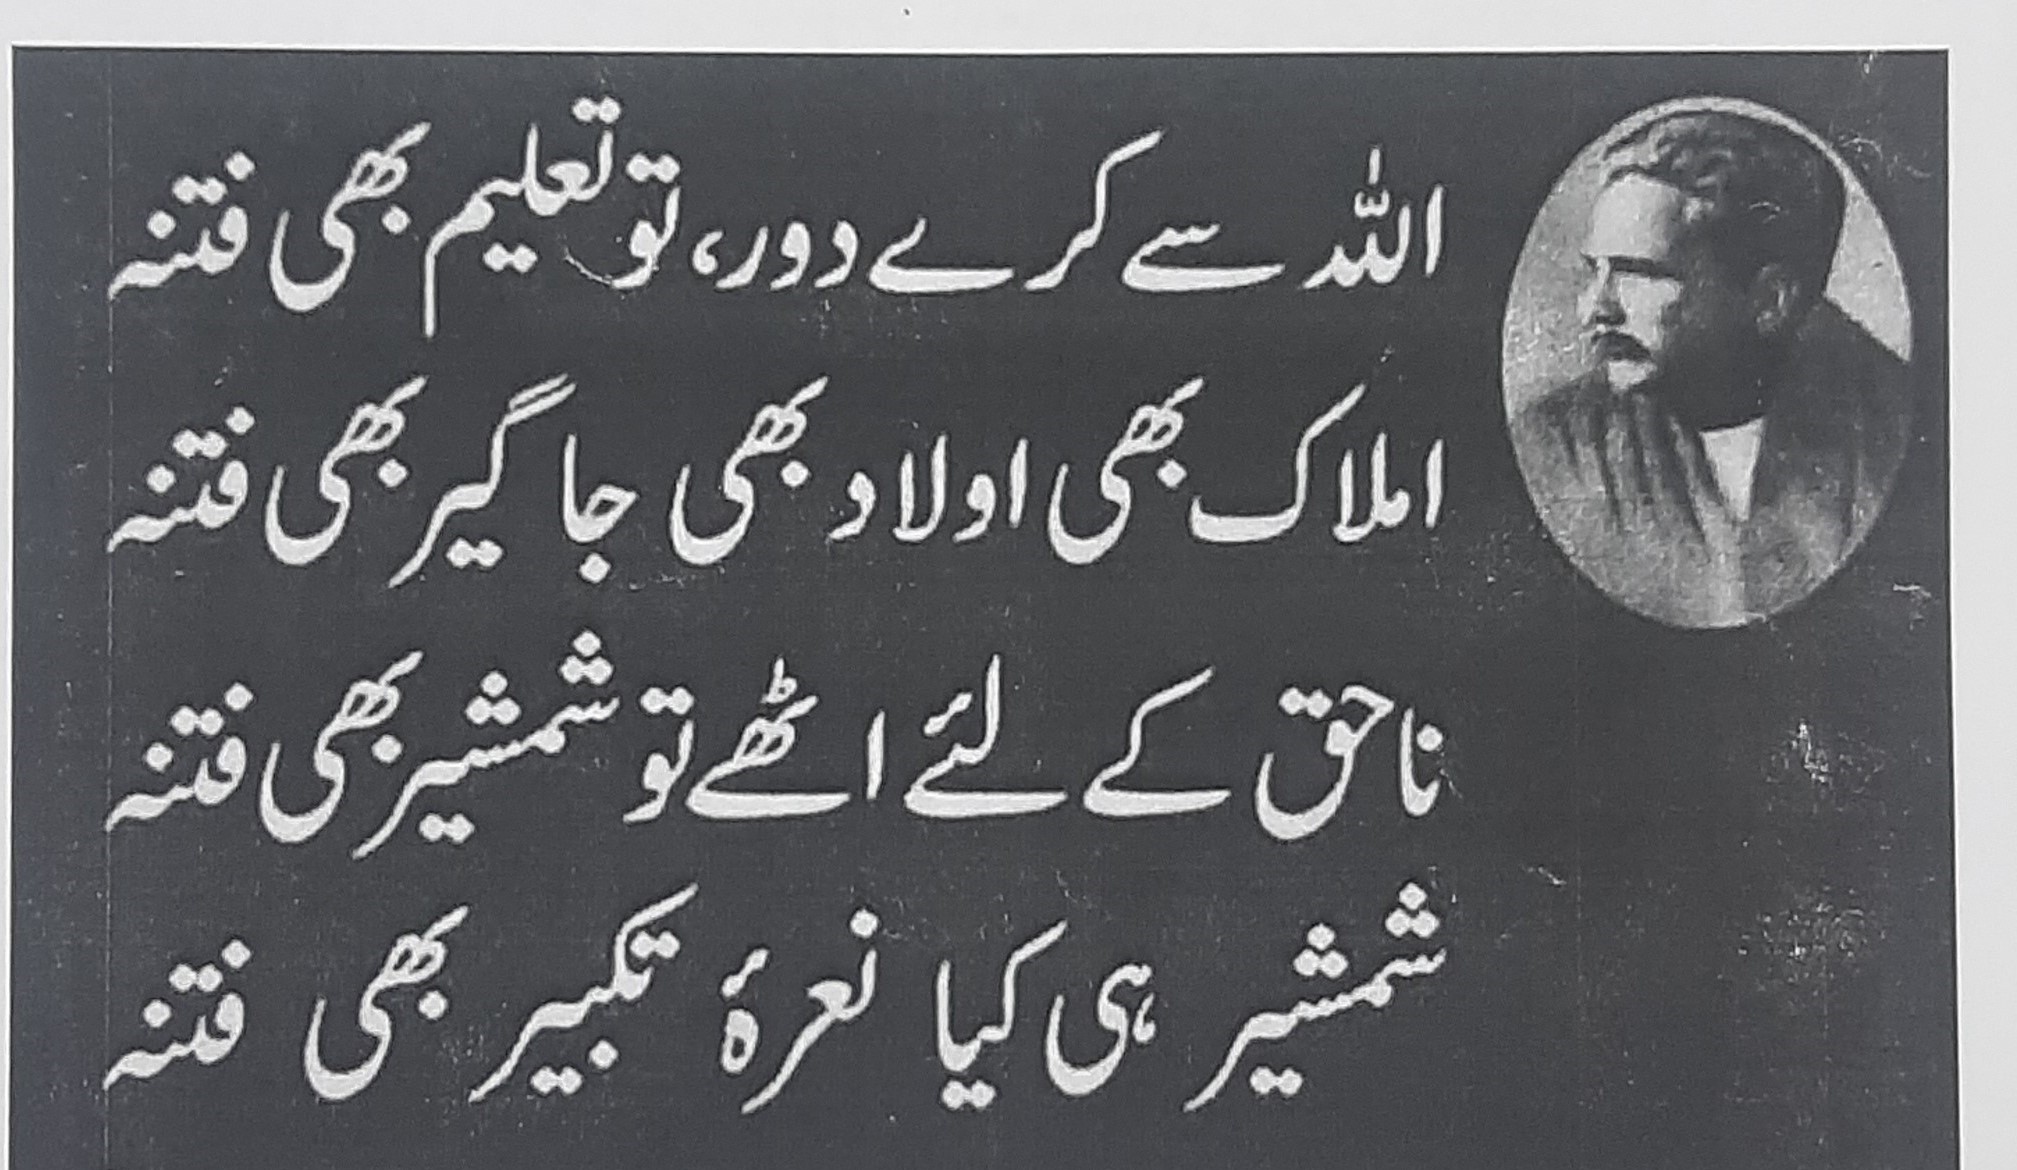 اللہ سے کرے دور، تو تعلیم بھی فتنہ
املاک بھی اولاد بھی جاگیر بھی فتنہ
ناحق کے لئے اٹھے تو شمشیر بھی فتنہ
شمشیر ہی کیا نعرۂ تکبیر بھی فتنہ